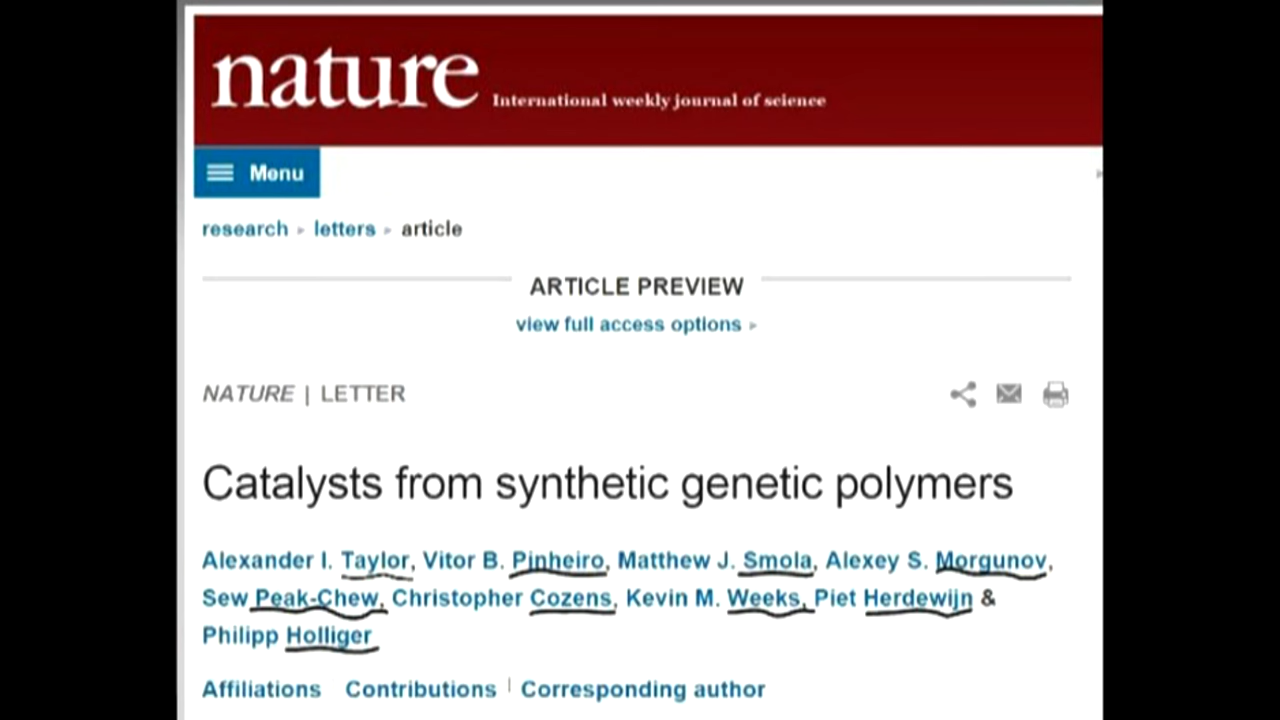 nature International weekly journal of science
Menu
research ▸ letters ▸ article
ARTICLE PREVIEW
view full access options ▸
NATURE | LETTER
Catalysts from synthetic genetic polymers
Alexander I. Taylor, Vitor B. Pinheiro, Matthew J. Smola, Alexey S. Morgunov,
Sew Peak-Chew, Christopher Cozens, Kevin M. Weeks, Piet Herdewijn &
Philipp Holliger
Affiliations Contributions Corresponding author